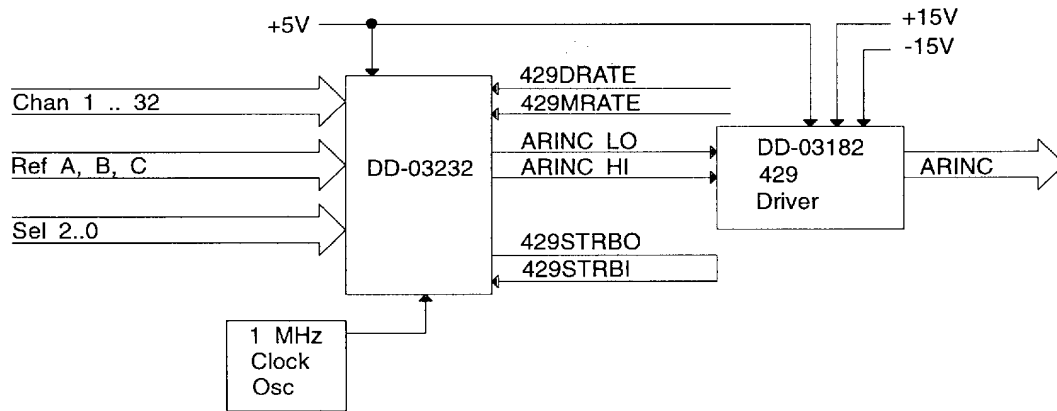 +5V
+15V
-15V
Chan 1 .. 32
Ref A, B, C
Sel 2..0
DD-03232
429DRATE
429MRATE
ARINC LO
ARINC HI
429STRBO
429STRBI
DD-03182
429
Driver
ARINC
1 MHz
Clock
Osc